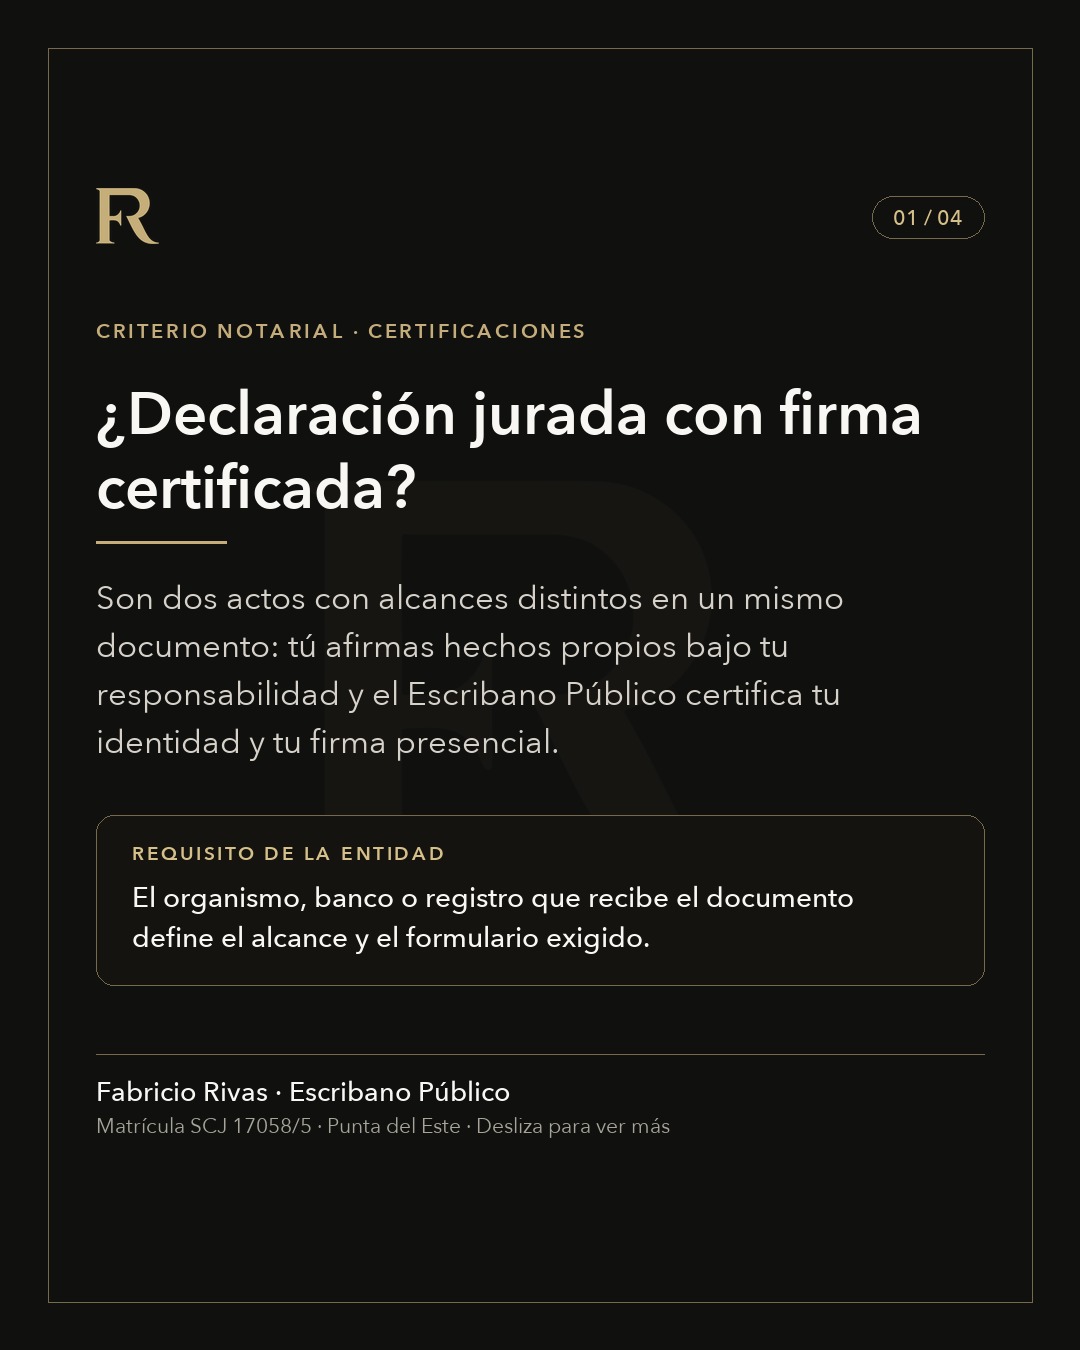 R
01 / 04
CRITERIO NOTARIAL · CERTIFICACIONES
¿Declaración jurada con firma
certificada?
Son dos actos con alcances distintos en un mismo
documento: tú afirmas hechos propios bajo tu
responsabilidad y el Escribano Público certifica tu
identidad y tu firma presencial.
REQUISITO DE LA ENTIDAD
El organismo, banco o registro que recibe el documento
define el alcance y el formulario exigido.
Fabricio Rivas · Escribano Público
Matrícula SCJ 17058/5 · Punta del Este · Desliza para ver más